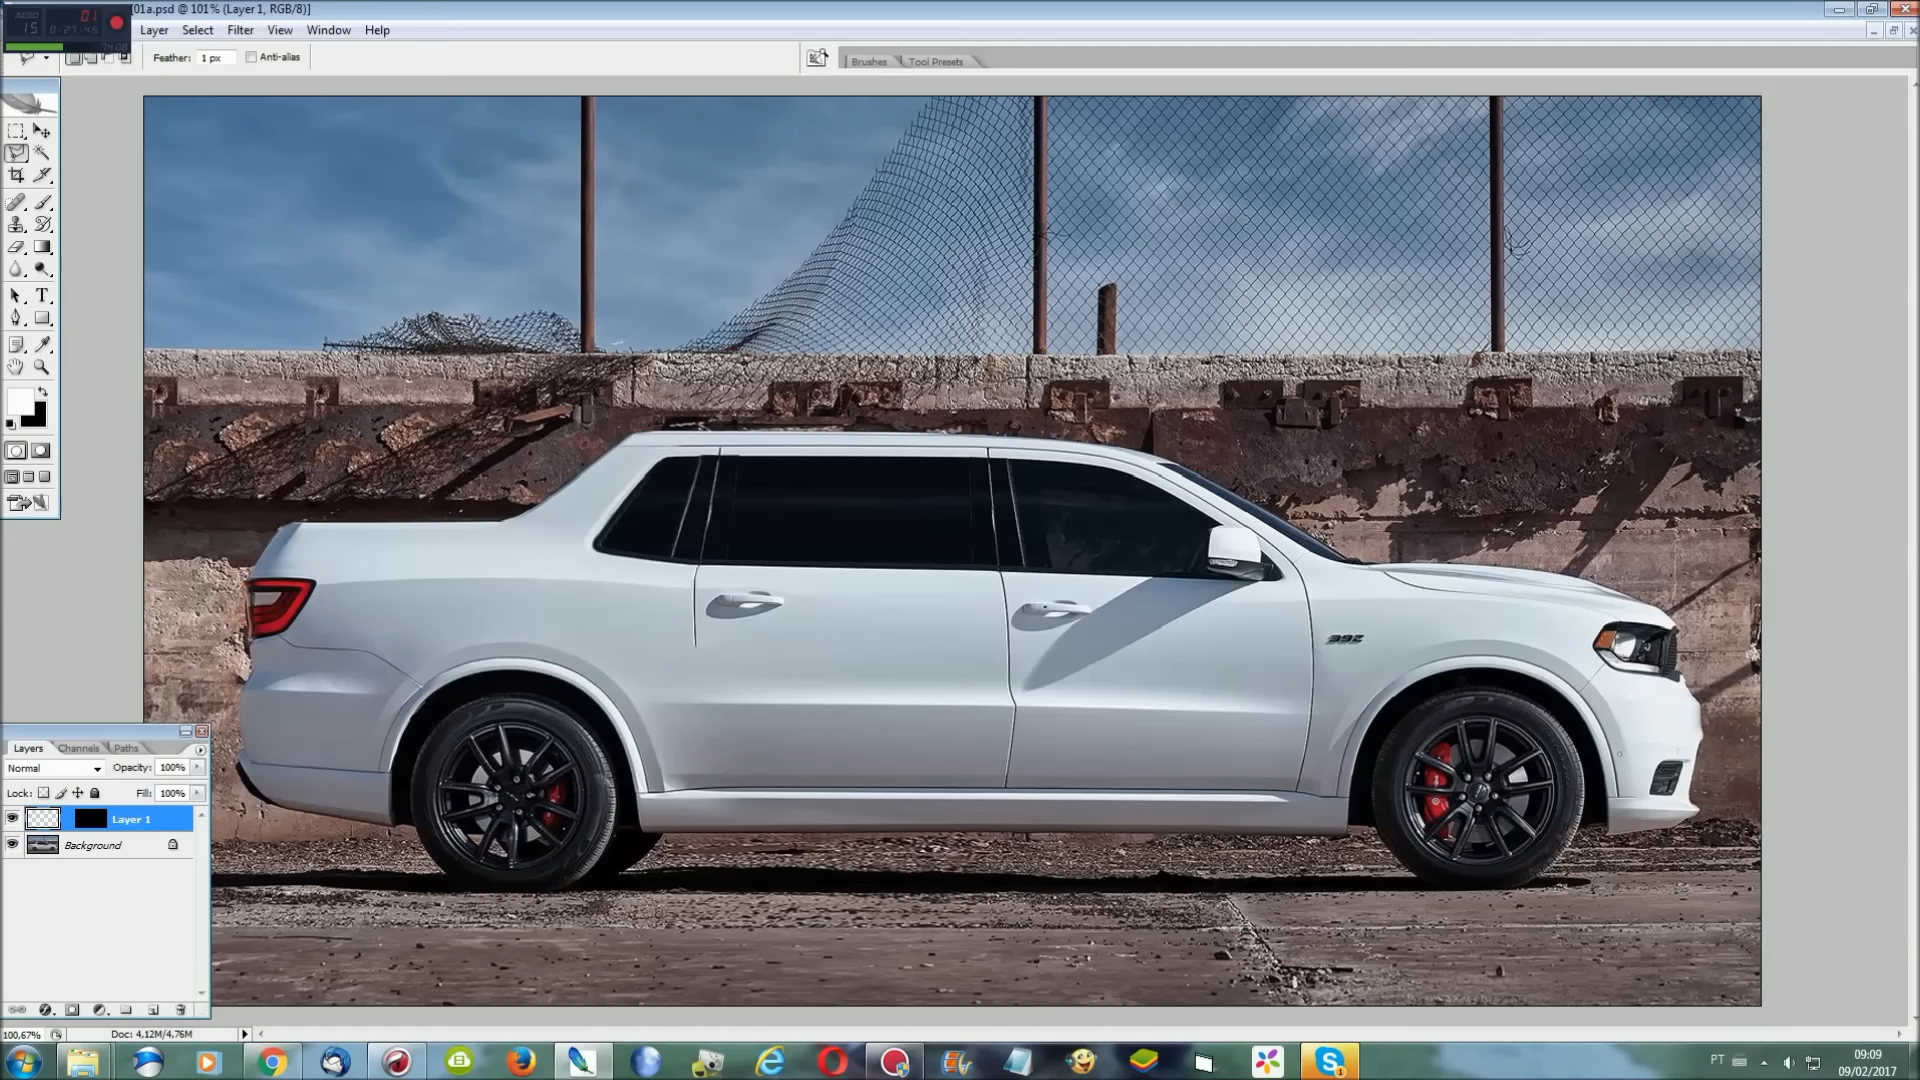 01a.psd @ 101% (Layer 1, RGB/8)]
Layer Select Filter View Window Help
Feather: 1 px Anti-alias
Brushes Tool Presets
392
Layers Channels Paths
Normal Opacity: 100%
Lock: Fill: 100%
Layer 1
Background
100,67% Doc: 4,12M/4,76M
PT 09:09
09/02/2017